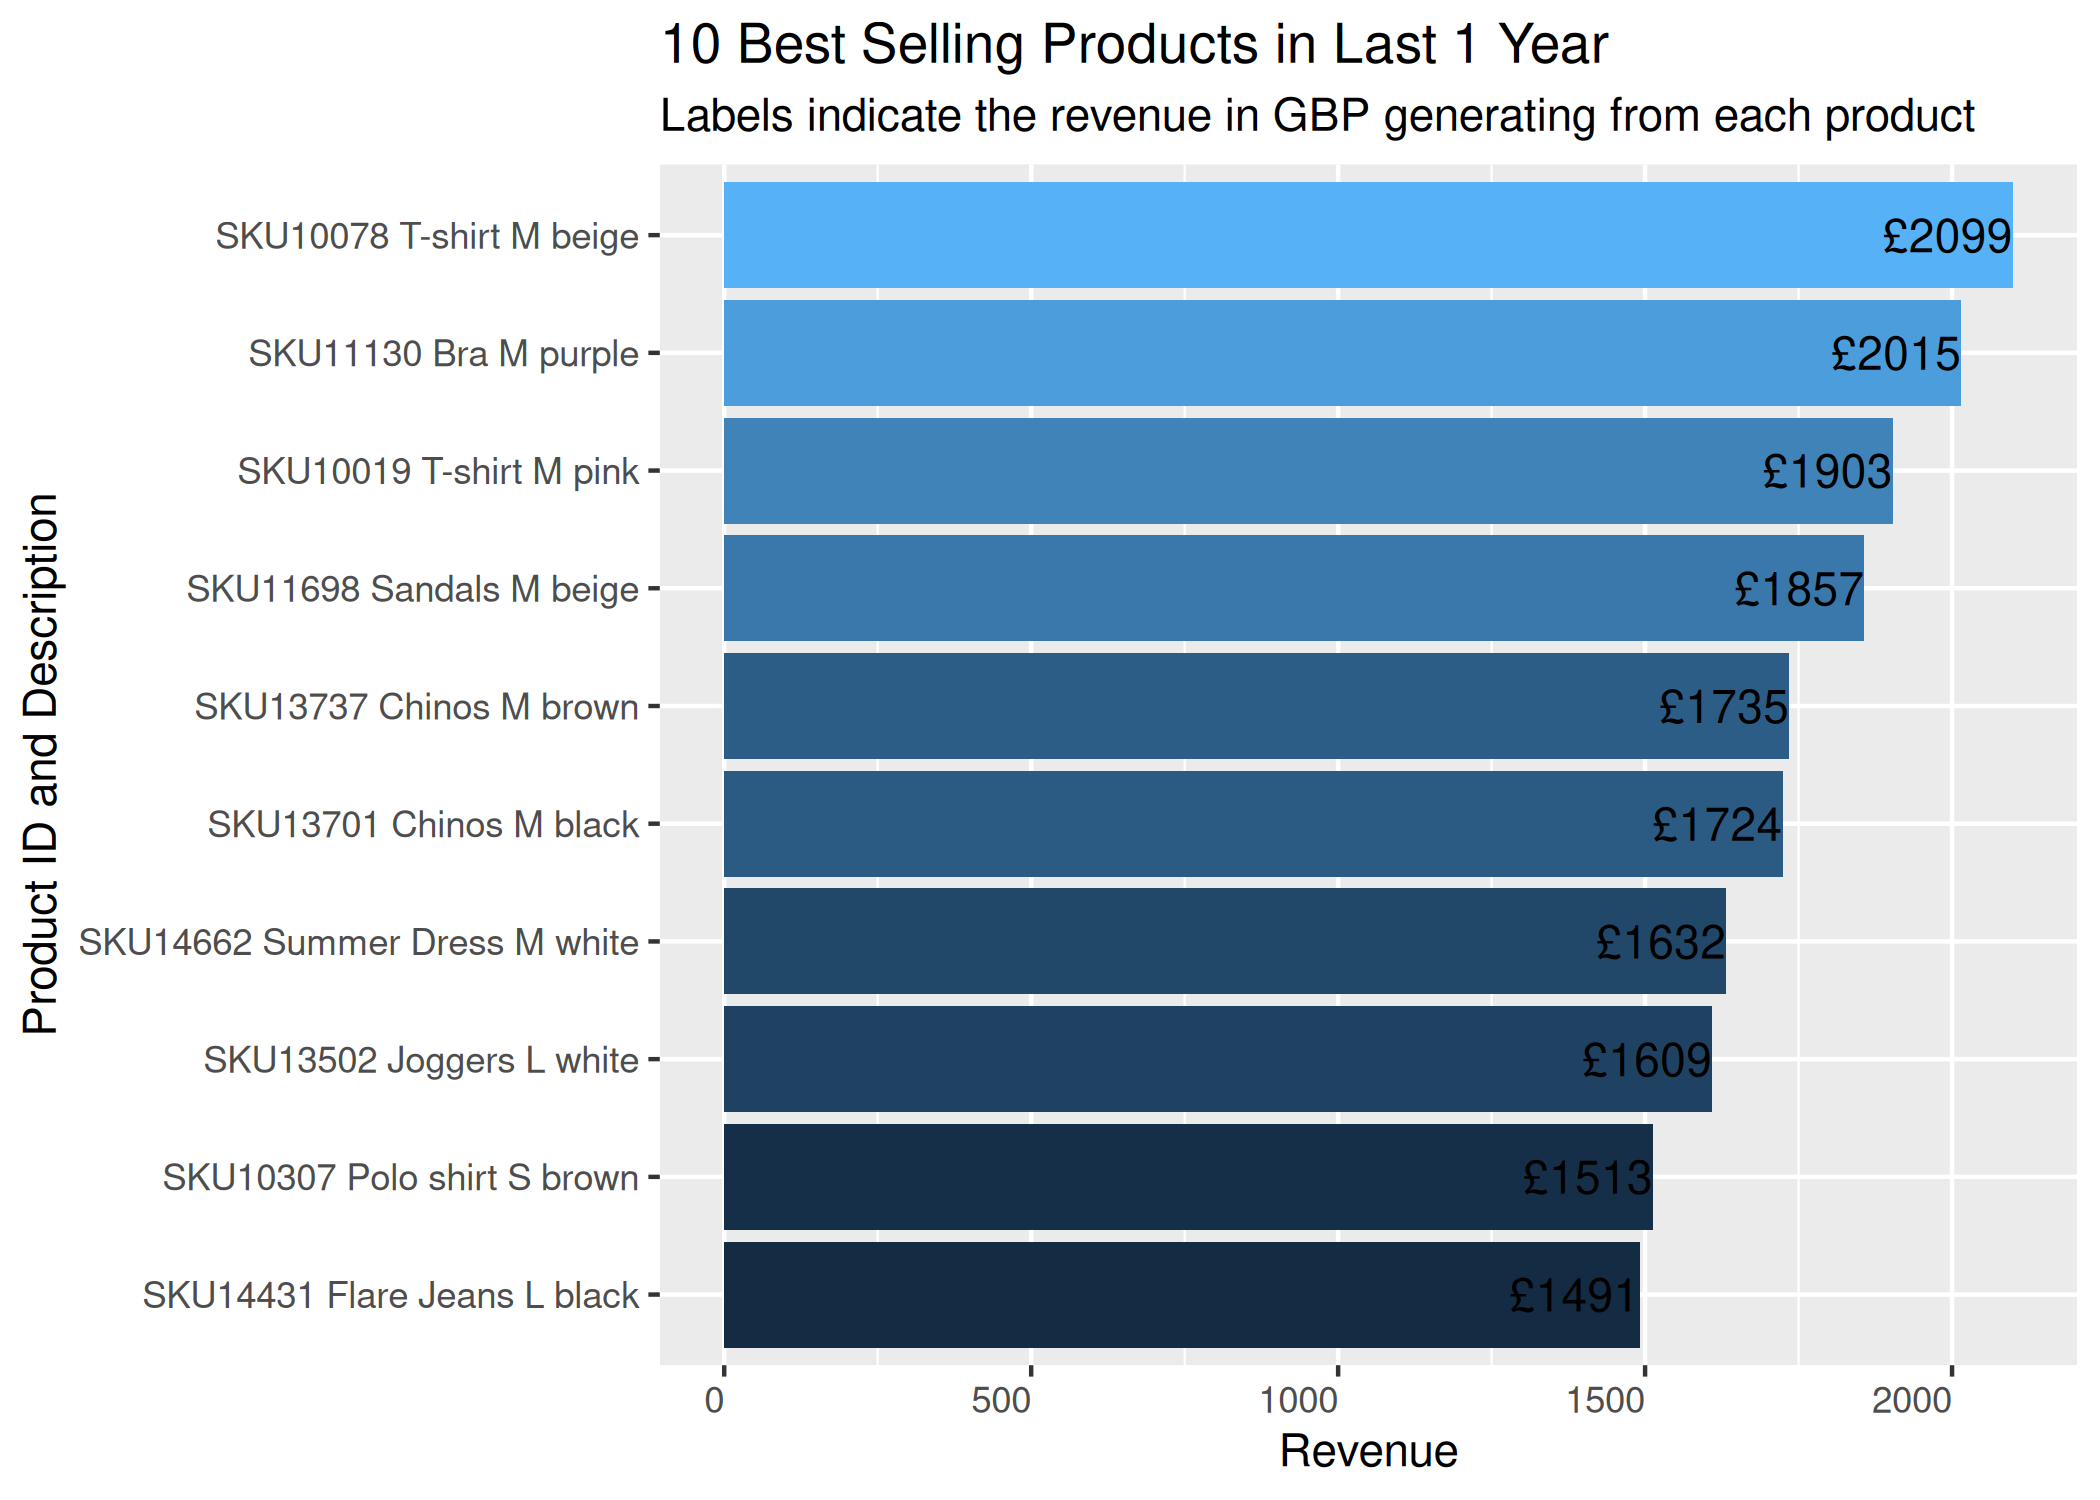 10 Best Selling Products in Last 1 Year
Labels indicate the revenue in GBP generating from each product
Product ID and Description
SKU10078 T-shirt M beige
£2099
SKU11130 Bra M purple
£2015
SKU10019 T-shirt M pink
£1903
SKU11698 Sandals M beige
£1857
SKU13737 Chinos M brown
£1735
SKU13701 Chinos M black
£1724
SKU14662 Summer Dress M white
£1632
SKU13502 Joggers L white
£1609
SKU10307 Polo shirt S brown
£1513
SKU14431 Flare Jeans L black
£1491
0 500 1000 1500 2000
Revenue